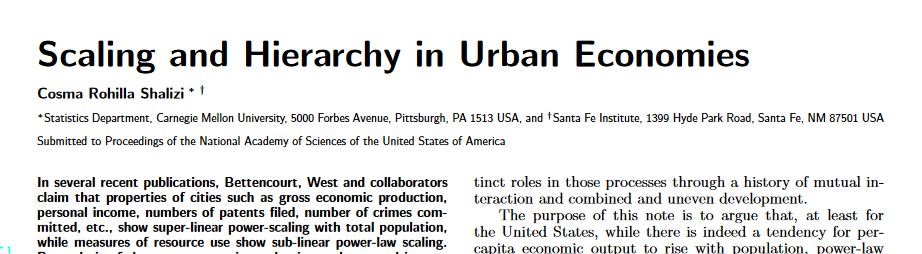 Scaling and Hierarchy in Urban Economies
Cosma Rohilla Shalizi * †
*Statistics Department, Carnegie Mellon University, 5000 Forbes Avenue, Pittsburgh, PA 1513 USA, and †Santa Fe Institute, 1399 Hyde Park Road, Santa Fe, NM 87501 USA
Submitted to Proceedings of the National Academy of Sciences of the United States of America
In several recent publications, Bettencourt, West and collaborators
claim that properties of cities such as gross economic production,
personal income, numbers of patents filed, number of crimes com-
mitted, etc., show super-linear power-scaling with total population,
while measures of resource use show sub-linear power-law scaling.
tinct roles in those processes through a history of mutual in-
teraction and combined and uneven development.
The purpose of this note is to argue that, at least for
the United States, while there is indeed a tendency for per-
capita economic output to rise with population, power-law